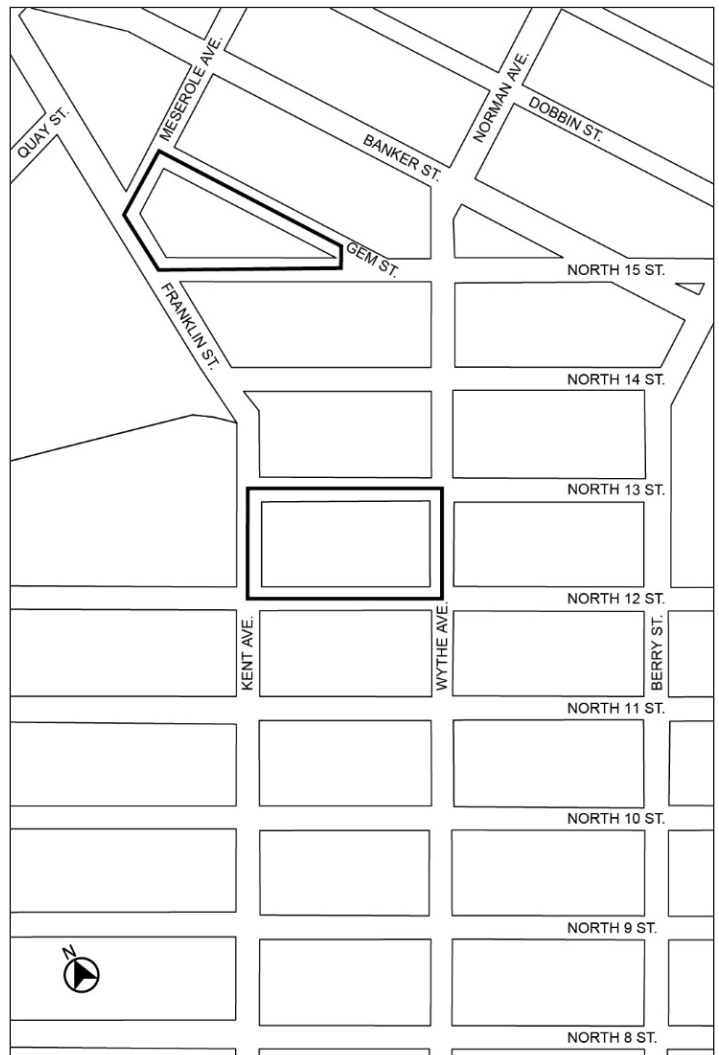 MESEROLE AVE.
NORMAN AVE.
QUAY ST.
DOBBIN ST.
BANKER ST.
GEM ST.
NORTH 15 ST.
FRANKLIN ST.
NORTH 14 ST.
NORTH 13 ST.
NORTH 12 ST.
KENT AVE.
WYTHE AVE.
BERRY ST.
NORTH 11 ST.
NORTH 10 ST.
NORTH 9 ST.
N
NORTH 8 ST.